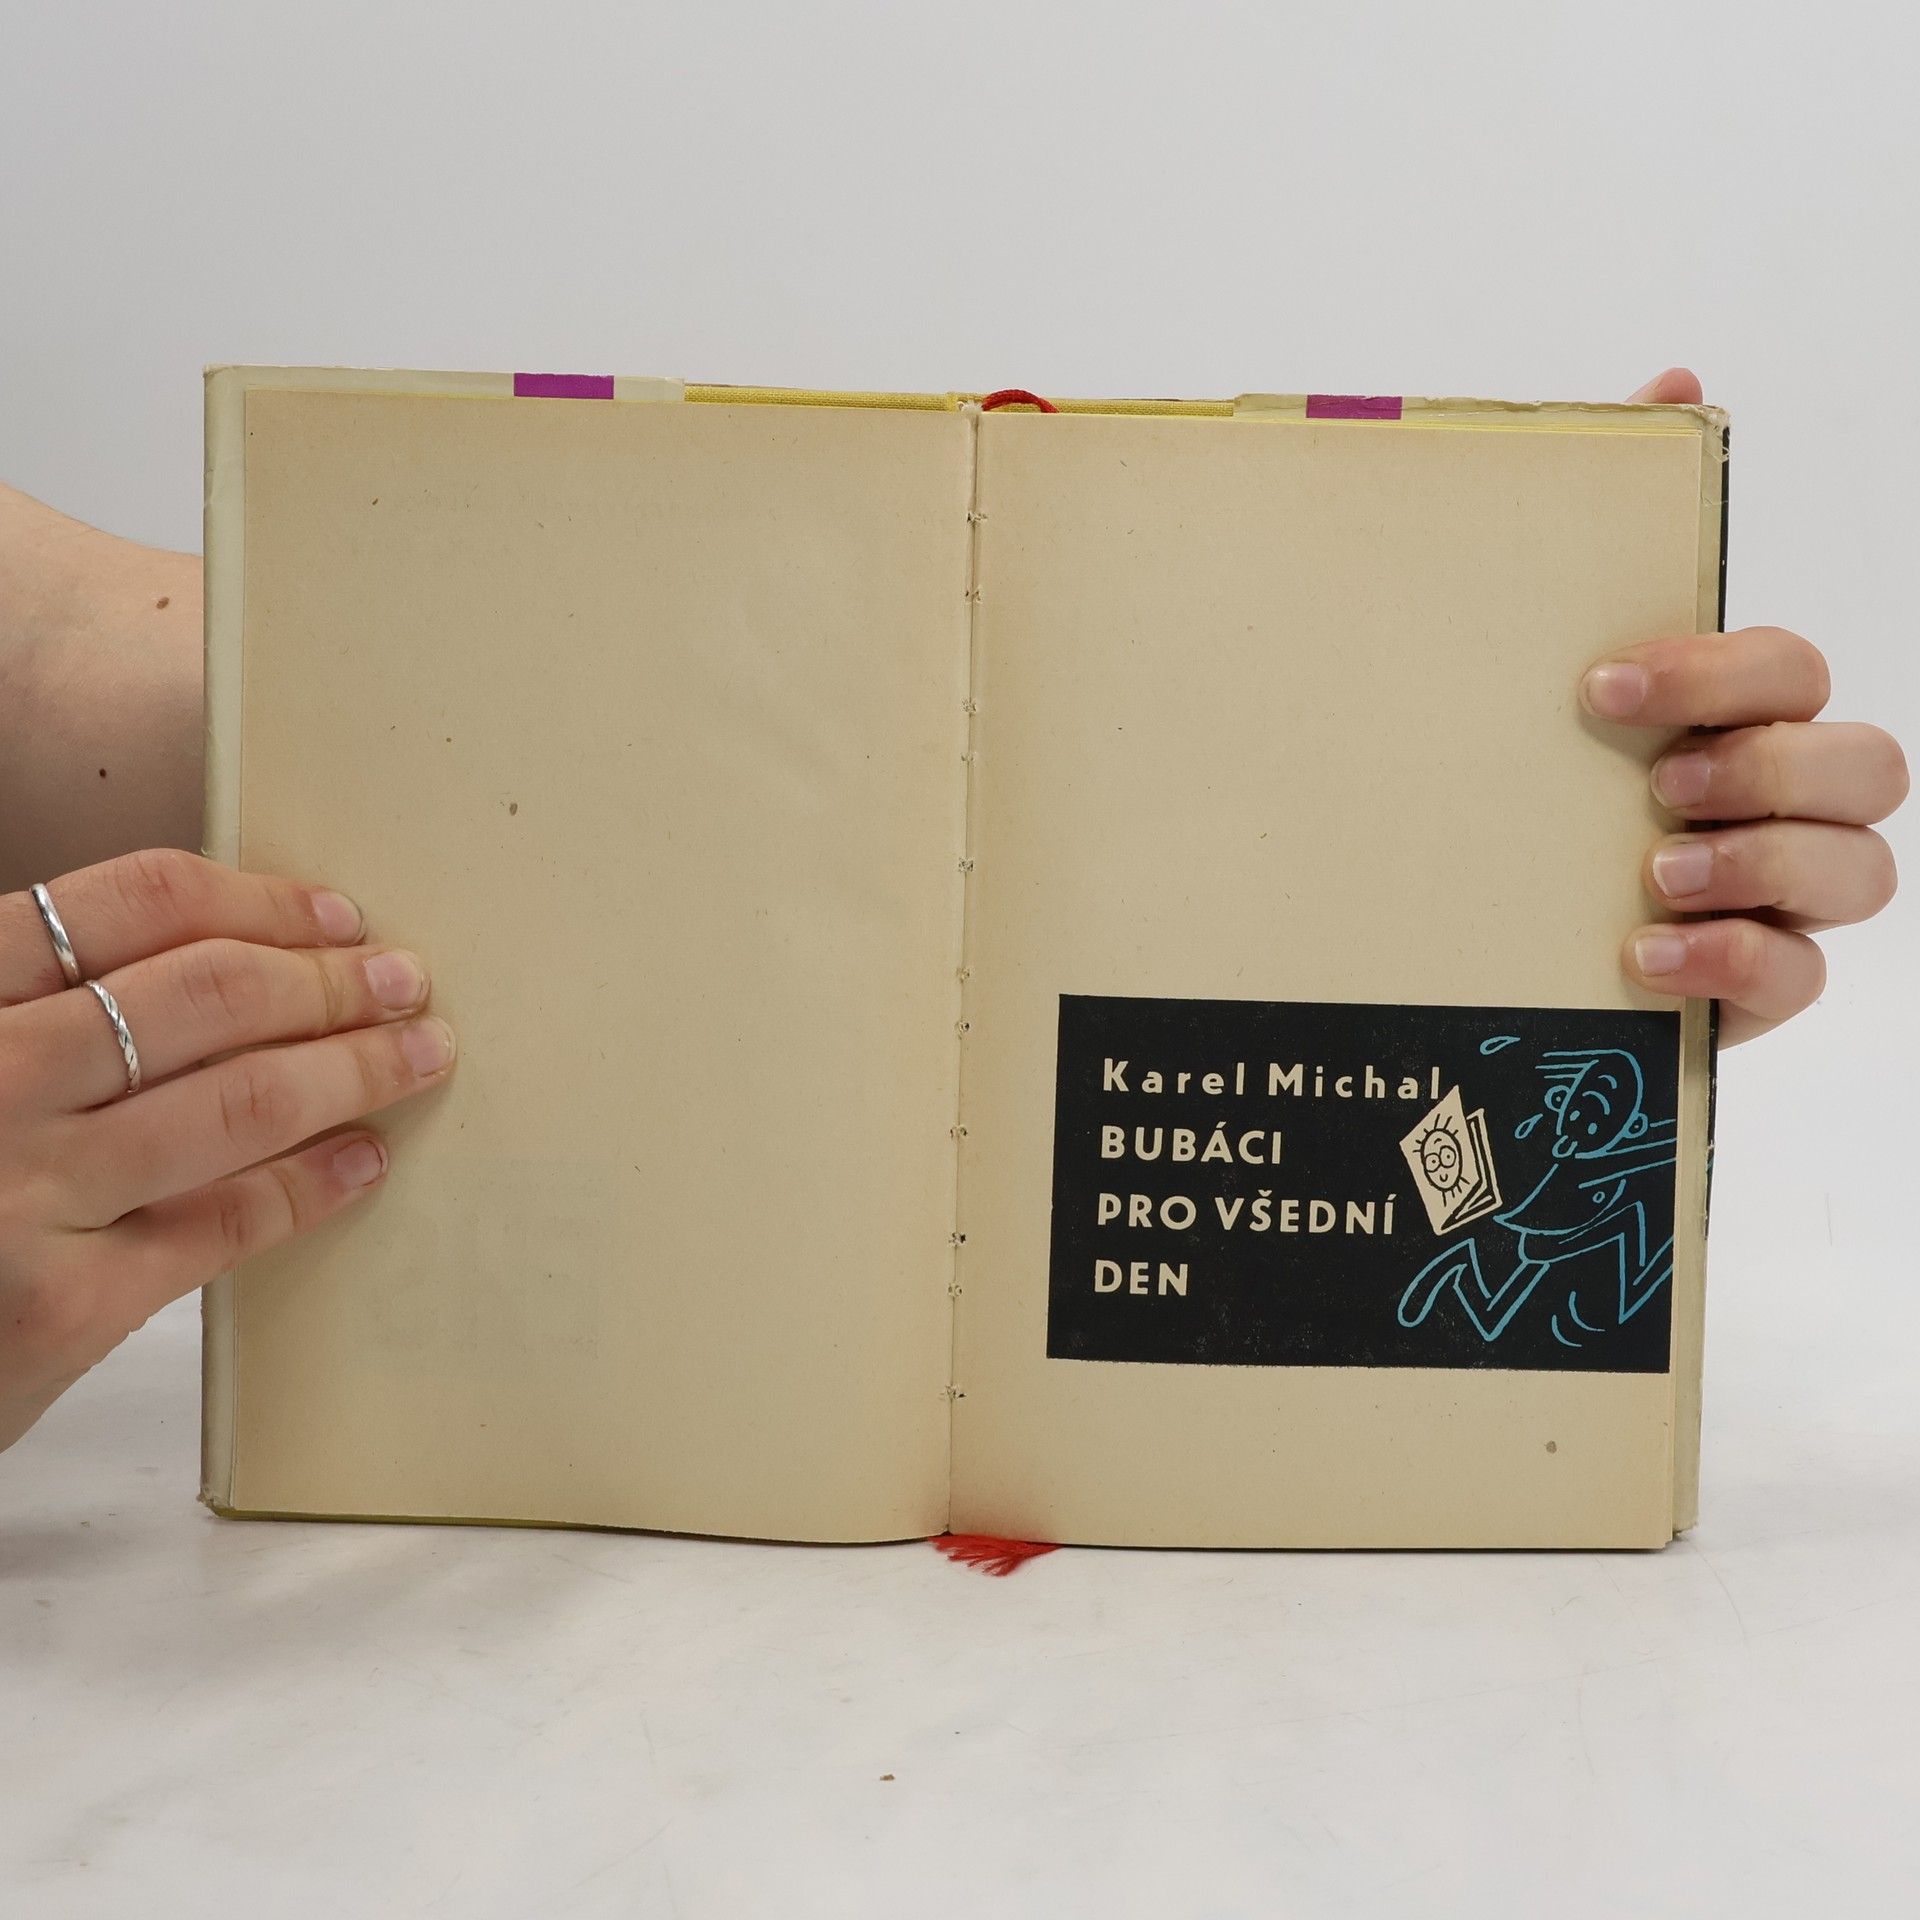 Karel Michal
BUBÁCI
PRO VŠEDNÍ
DEN